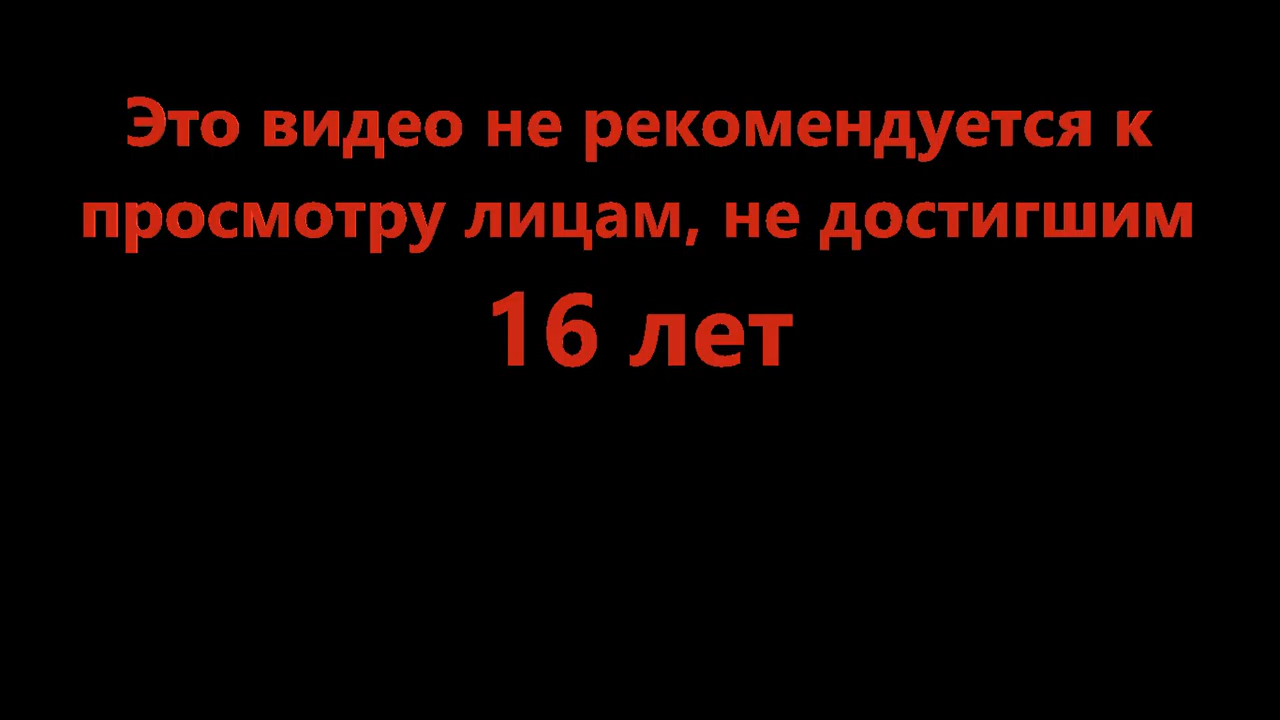 Это видео не рекомендуется к
просмотру лицам, не достигшим
16 лет